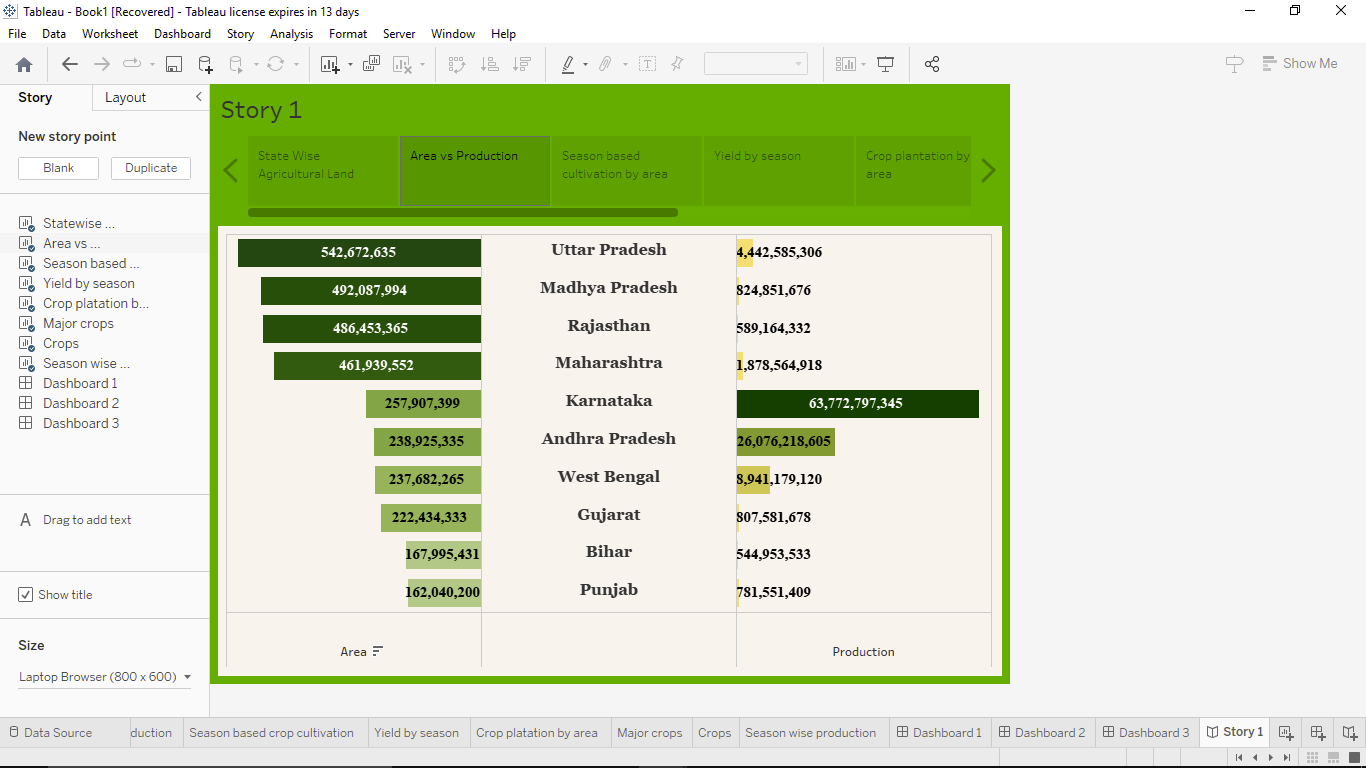 Tableau - Book1 [Recovered] - Tableau license expires in 13 days
File Data Worksheet Dashboard Story Analysis Format Server Window Help
Show Me
Story Layout
New story point
Blank Duplicate
Statewise ...
Area vs ...
Season based ...
Yield by season
Crop platation b...
Major crops
Crops
Season wise ...
Dashboard 1
Dashboard 2
Dashboard 3
A Drag to add text
Show title
Size
Laptop Browser (800 x 600)
Story 1
State Wise
Agricultural Land
Area vs Production
Season based
cultivation by area
Yield by season
Crop plantation by
area
542,672,635 Uttar Pradesh 4,442,585,306
492,087,994 Madhya Pradesh 824,851,676
486,453,365 Rajasthan 589,164,332
461,939,552 Maharashtra 1,878,564,918
257,907,399 Karnataka 63,772,797,345
238,925,335 Andhra Pradesh 26,076,218,605
237,682,265 West Bengal 8,941,179,120
222,434,333 Gujarat 807,581,678
167,995,431 Bihar 544,953,533
162,040,200 Punjab 781,551,409
Area Production
Data Source duction Season based crop cultivation Yield by season Crop platation by area Major crops Crops Season wise production Dashboard 1 Dashboard 2 Dashboard 3 Story 1